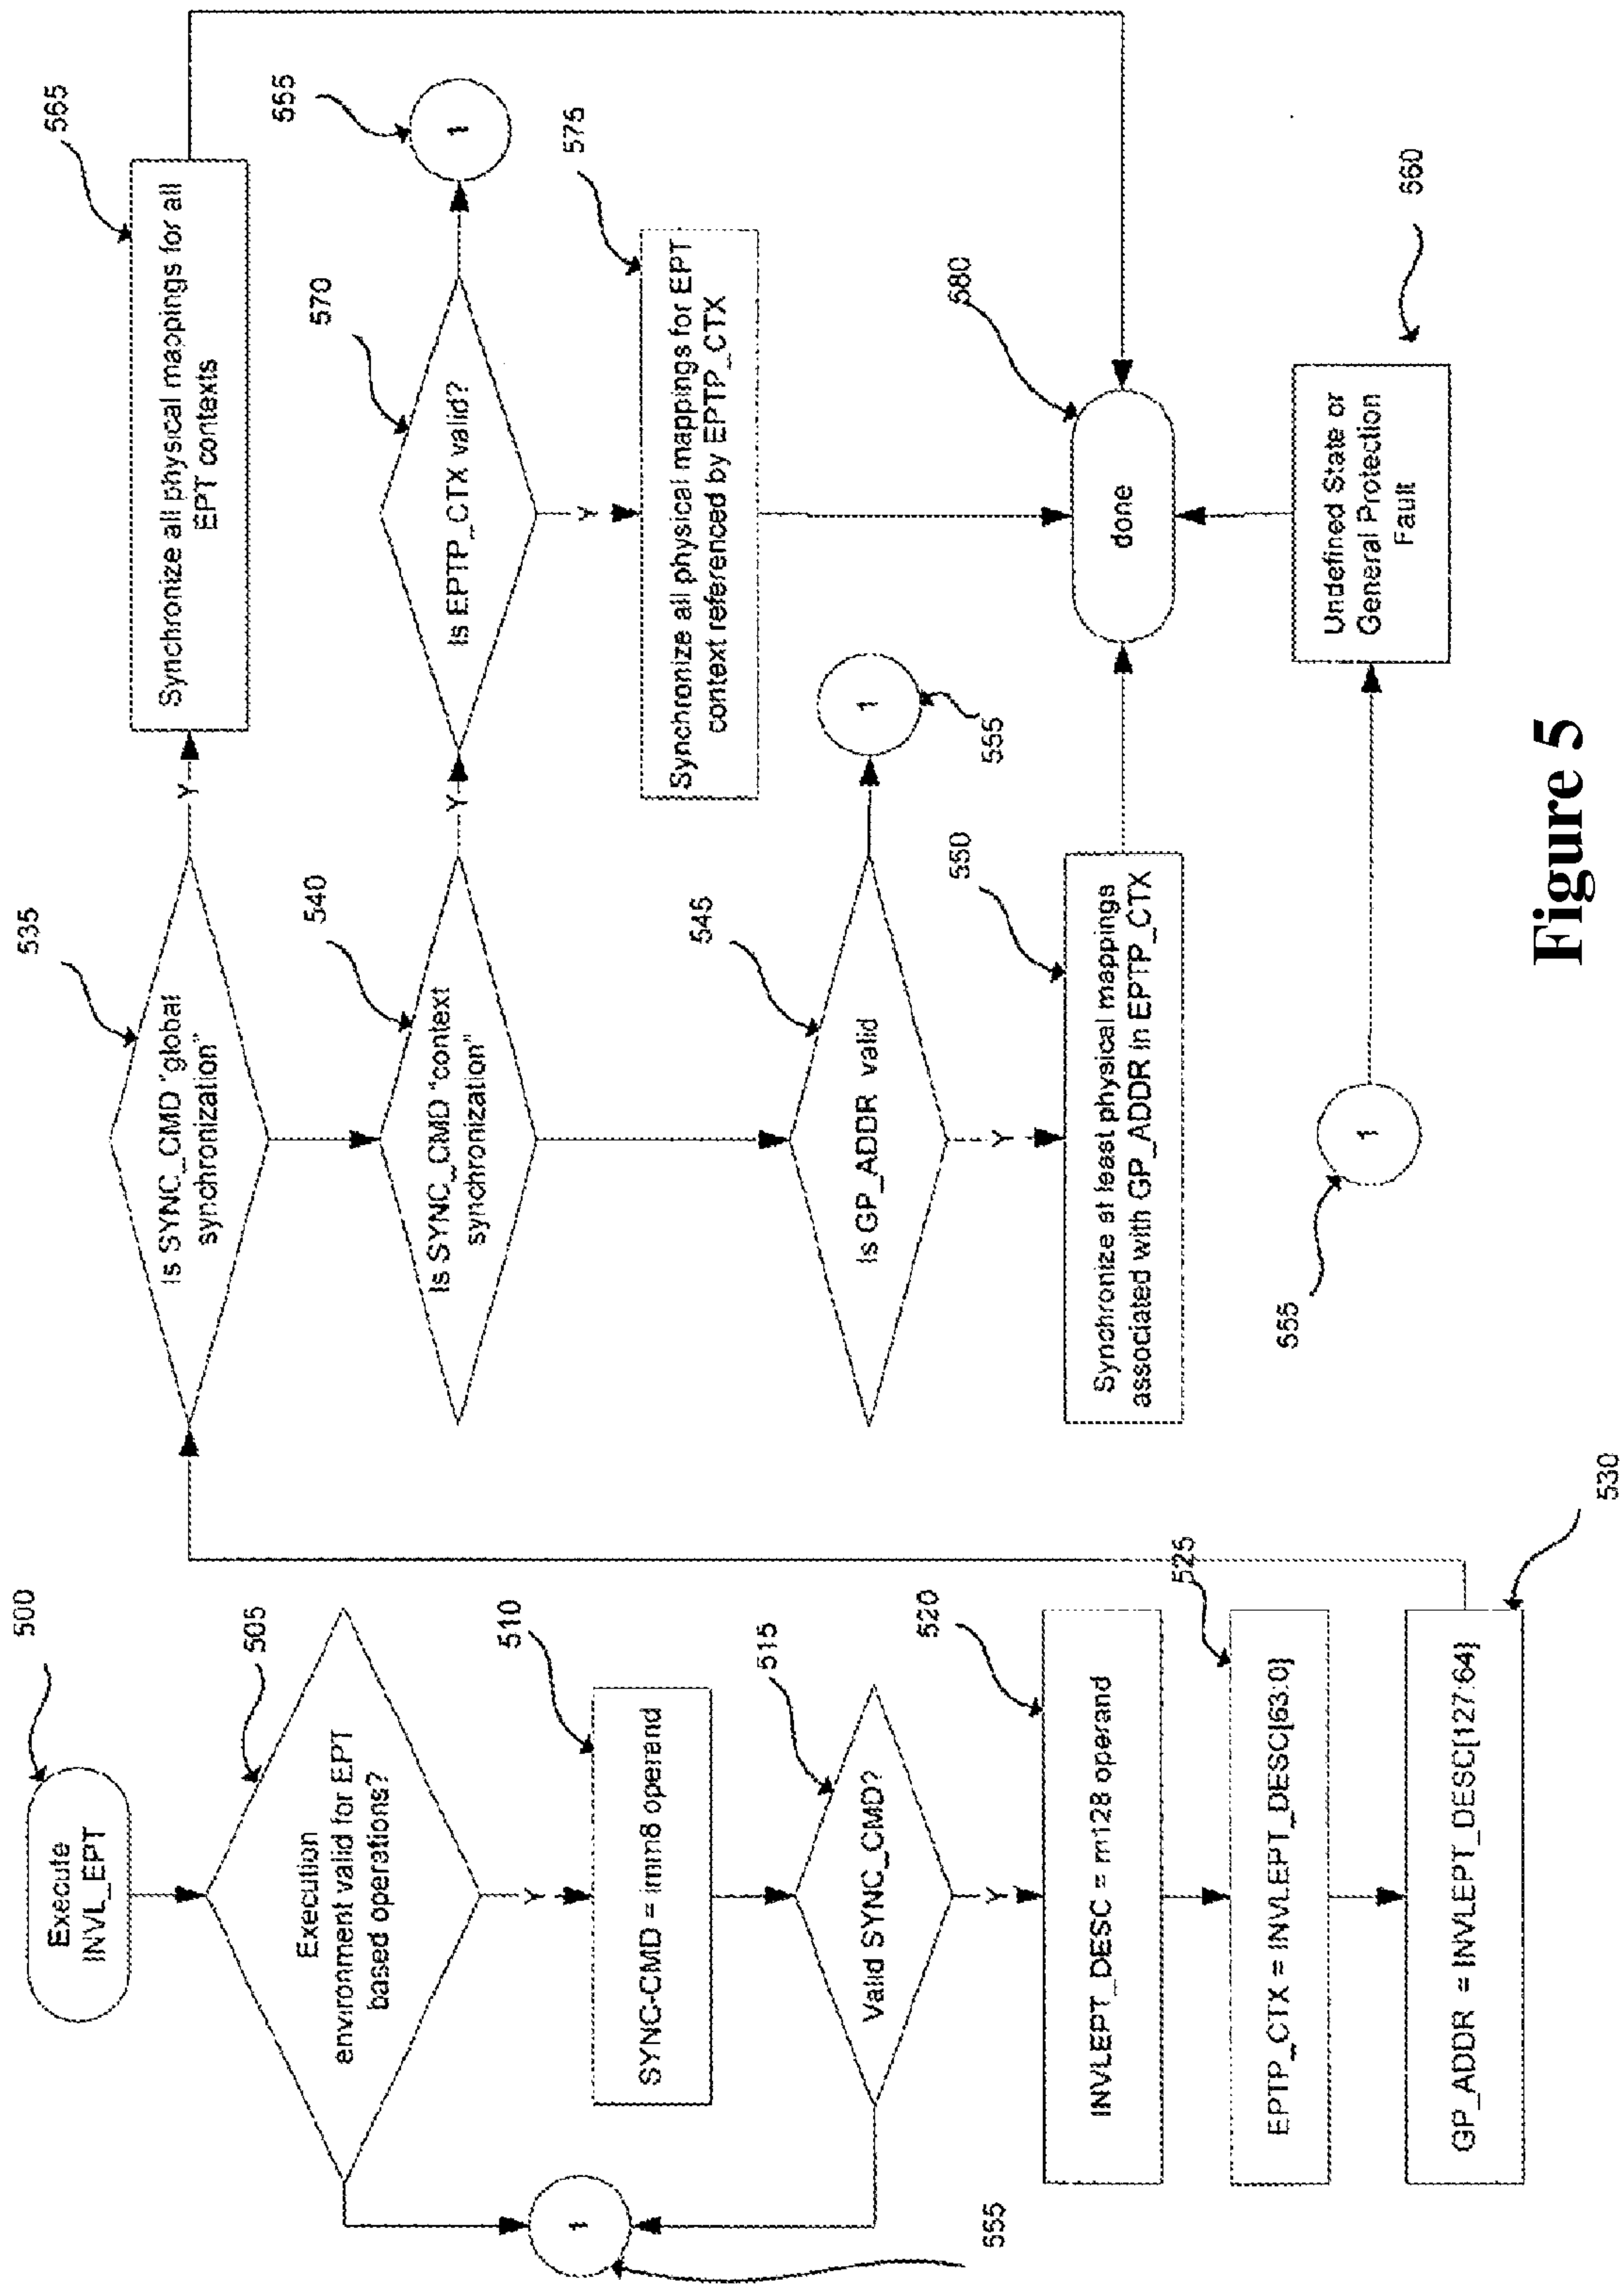 500
Execute
INVL_EPT
505
Execution
environment valid for EPT
based operations?
Y
510
SYNC-CMD = imm8 operand
515
Valid SYNC_CMD?
Y
1
555
520
INVLEPT_DESC = m128 operand
525
EPTP_CTX = INVLEPT_DESC[63:0]
530
GP_ADDR = INVLEPT_DESC[127:64]
535
Is SYNC_CMD "global
synchronization"
Y
565
Synchronize all physical mappings for all
EPT contexts
540
Is SYNC_CMD "context
synchronization"
Y
570
Is EPTP_CTX valid?
1
555
Y
575
Synchronize all physical mappings for EPT
context referenced by EPTP_CTX
545
Is GP_ADDR valid
1
555
Y
550
Synchronize at least physical mappings
associated with GP_ADDR in EPTP_CTX
580
done
555
1
Undefined State or
General Protection
Fault
560
Figure 5